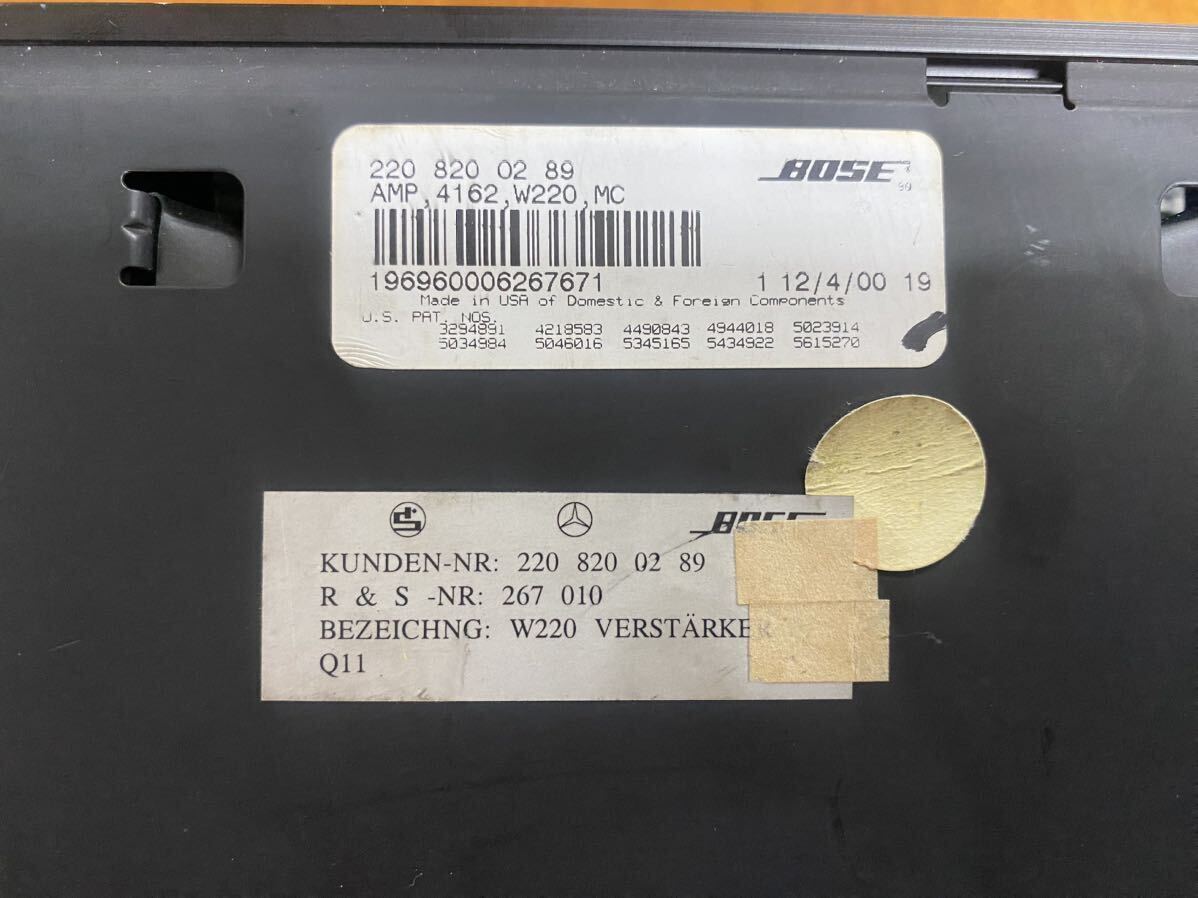 220 820 02 89
BOSE®
AMP,4162,W220,MC
196960006267671 1 12/4/00 19
Made in USA of Domestic & Foreign Components
U.S. PAT. NOS.
3294891 4218583 4490843 4944018 5023914
5034984 5046016 5345165 5434922 5615270
BOSE
KUNDEN-NR: 220 820 02 89
R & S -NR: 267 010
BEZEICHNG: W220 VERSTÄRKER
Q11